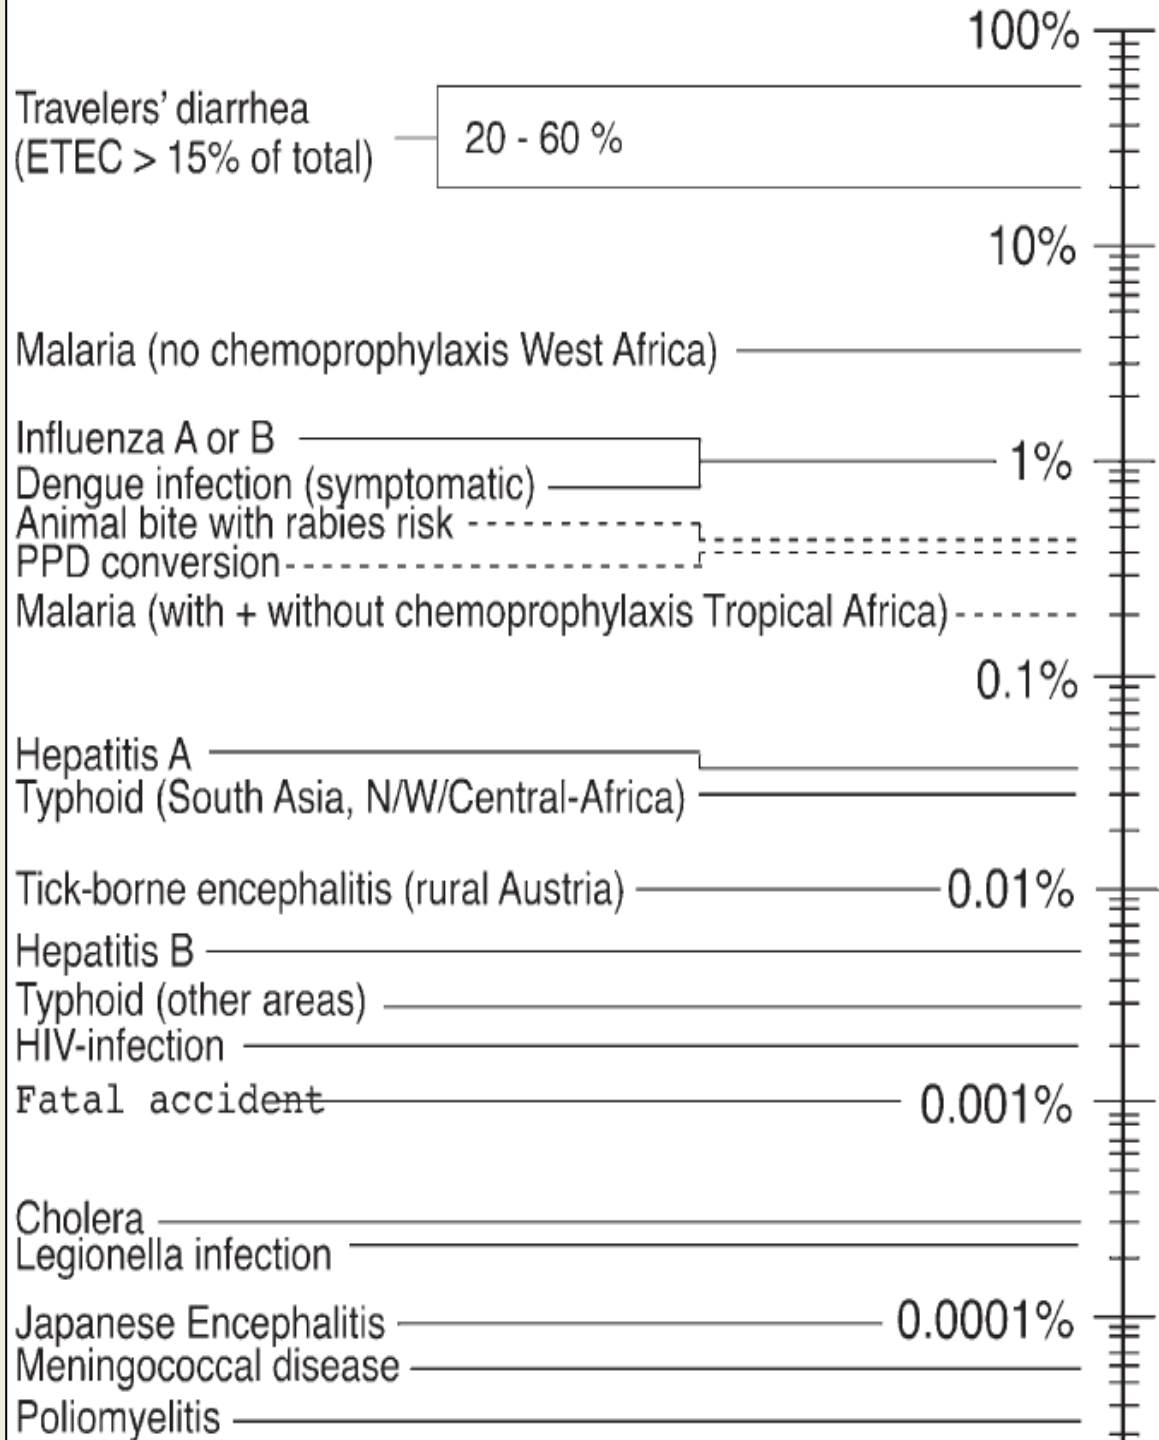 100%
Travelers’ diarrhea
(ETEC > 15% of total)
20 - 60 %
10%
Malaria (no chemoprophylaxis West Africa)
Influenza A or B
1%
Dengue infection (symptomatic)
Animal bite with rabies risk
PPD conversion
Malaria (with + without chemoprophylaxis Tropical Africa)
0.1%
Hepatitis A
Typhoid (South Asia, N/W/Central-Africa)
Tick-borne encephalitis (rural Austria)
0.01%
Hepatitis B
Typhoid (other areas)
HIV-infection
Fatal accident
0.001%
Cholera
Legionella infection
Japanese Encephalitis
0.0001%
Meningococcal disease
Poliomyelitis